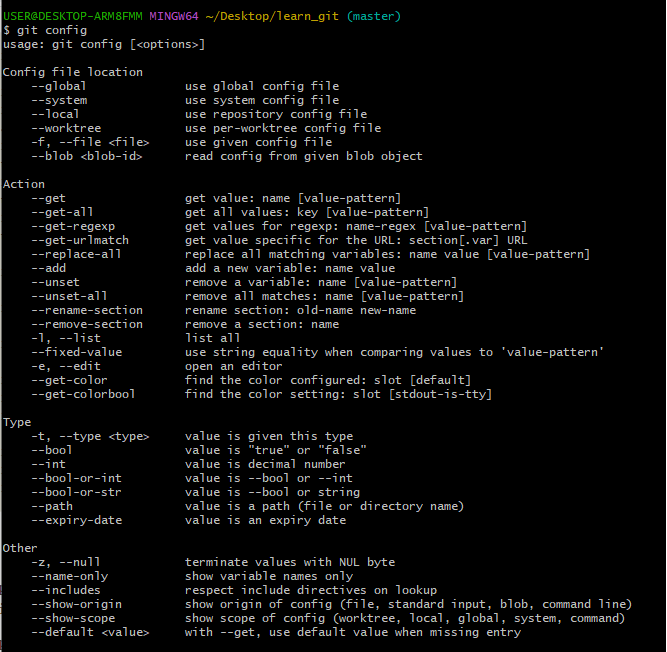 USER@DESKTOP-ARM8FMM MINGW64 ~/Desktop/learn_git (master)
$ git config
usage: git config [<options>]

Config file location
    --global              use global config file
    --system              use system config file
    --local               use repository config file
    --worktree            use per-worktree config file
    -f, --file <file>     use given config file
    --blob <blob-id>      read config from given blob object

Action
    --get                 get value: name [value-pattern]
    --get-all             get all values: key [value-pattern]
    --get-regexp          get values for regexp: name-regex [value-pattern]
    --get-urlmatch        get value specific for the URL: section[.var] URL
    --replace-all         replace all matching variables: name value [value-pattern]
    --add                 add a new variable: name value
    --unset               remove a variable: name [value-pattern]
    --unset-all           remove all matches: name [value-pattern]
    --rename-section      rename section: old-name new-name
    --remove-section      remove a section: name
    -l, --list            list all
    --fixed-value         use string equality when comparing values to 'value-pattern'
    -e, --edit            open an editor
    --get-color           find the color configured: slot [default]
    --get-colorbool       find the color setting: slot [stdout-is-tty]

Type
    -t, --type <type>     value is given this type
    --bool                value is "true" or "false"
    --int                 value is decimal number
    --bool-or-int         value is --bool or --int
    --bool-or-str         value is --bool or string
    --path                value is a path (file or directory name)
    --expiry-date         value is an expiry date

Other
    -z, --null            terminate values with NUL byte
    --name-only           show variable names only
    --includes            respect include directives on lookup
    --show-origin         show origin of config (file, standard input, blob, command line)
    --show-scope          show scope of config (worktree, local, global, system, command)
    --default <value>     with --get, use default value when missing entry